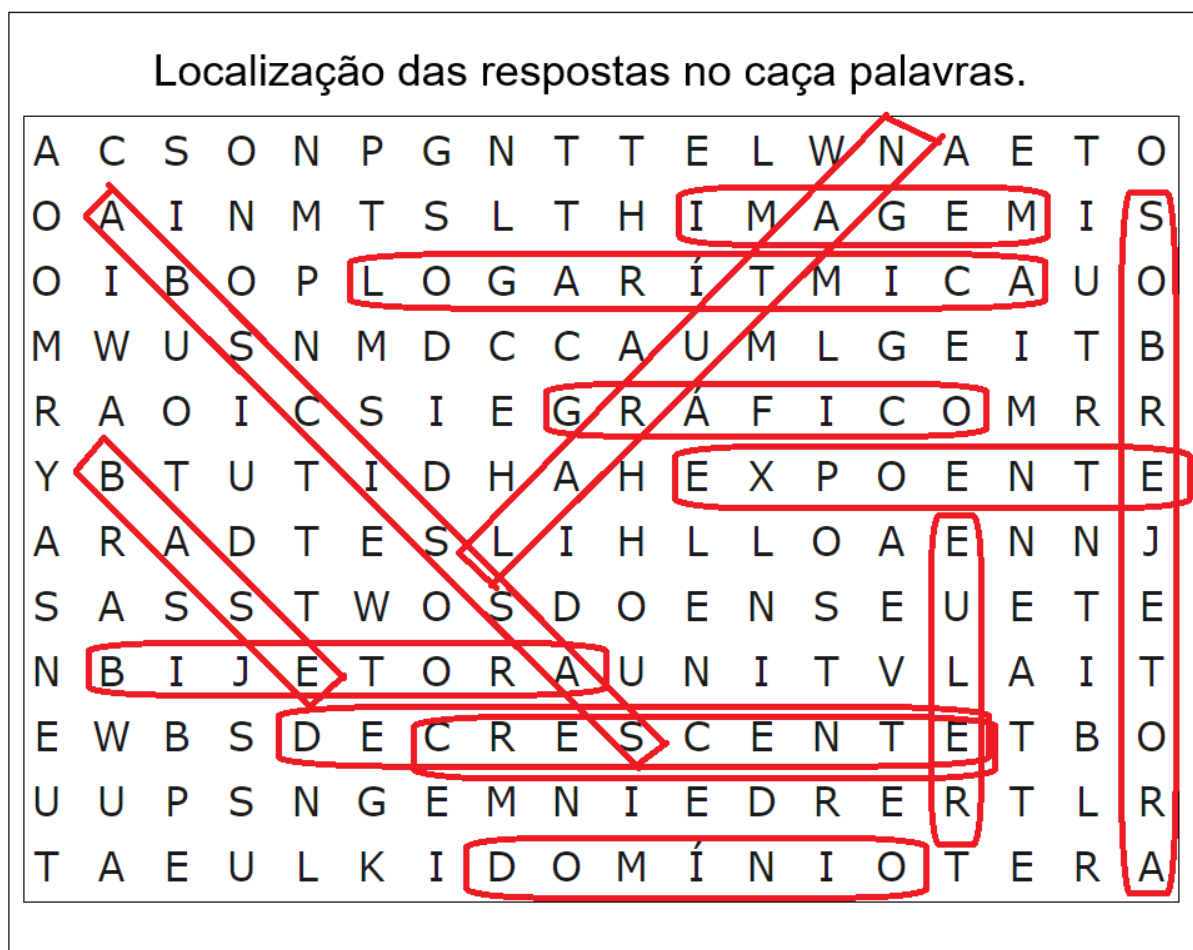 Localização das respostas no caça palavras.
A C S O N P G N T T E L W N A E T O
O A I N M T S L T H I M A G E M I S
O I B O P L O G A R Í T M I C A U O
M W U S N M D C C A U M L G E I T B
R A O I C S I E G R Á F I C O M R R
Y B T U T I D H A H E X P O E N T E
A R A D T E S L I H L L O A E N N J
S A S S T W O S D O E N S E U E T E
N B I J E T O R A U N I T V L A I T
E W B S D E C R E S C E N T E T B O
U U P S N G E M N I E D R E R T L R
T A E U L K I D O M Í N I O T E R A